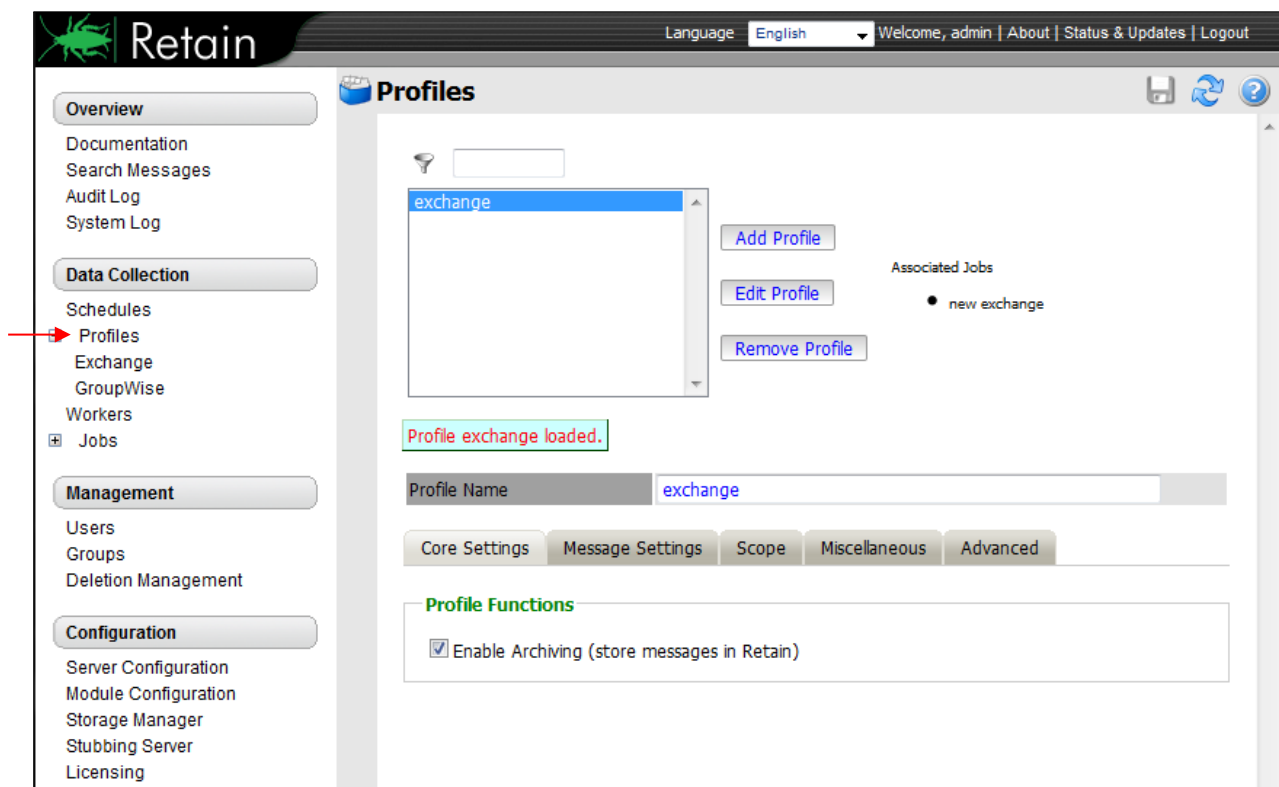 Retain
Language English Welcome, admin | About | Status & Updates | Logout
Overview
Documentation
Search Messages
Audit Log
System Log
Data Collection
Schedules
Profiles
Exchange
GroupWise
Workers
Jobs
Management
Users
Groups
Deletion Management
Configuration
Server Configuration
Module Configuration
Storage Manager
Stubbing Server
Licensing
Profiles
exchange
Add Profile
Edit Profile
Remove Profile
Associated Jobs
new exchange
Profile exchange loaded.
Profile Name exchange
Core Settings Message Settings Scope Miscellaneous Advanced
Profile Functions
Enable Archiving (store messages in Retain)